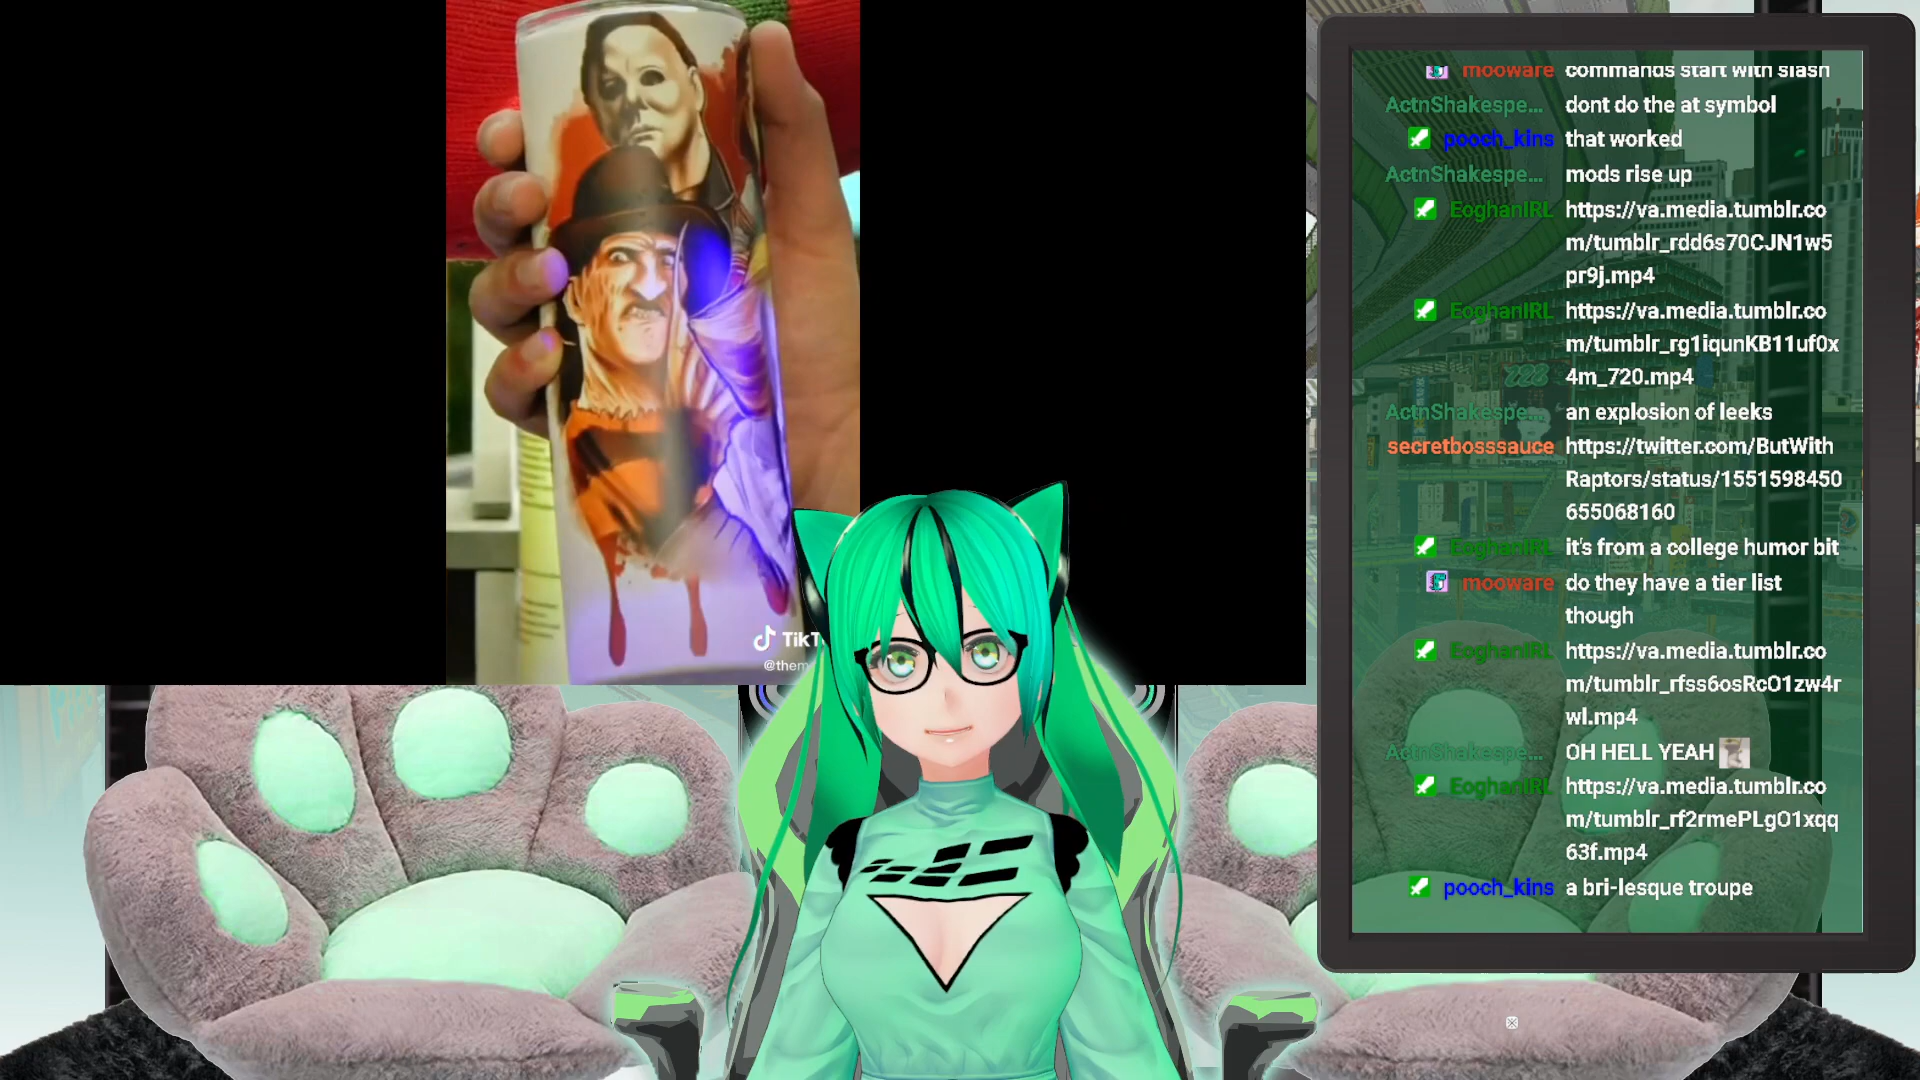 TikT
@them
mooware commands start with slash
ActnShakespe... dont do the at symbol
pooch_kins that worked
ActnShakespe... mods rise up
EoghanIRL https://va.media.tumblr.co
m/tumblr_rdd6s70CJN1w5
pr9j.mp4
EoghanIRL https://va.media.tumblr.co
m/tumblr_rg1iqunKB11uf0x
4m_720.mp4
ActnShakespe... an explosion of leeks
secretbosssauce https://twitter.com/ButWith
Raptors/status/1551598450
655068160
EoghanIRL it's from a college humor bit
mooware do they have a tier list
though
EoghanIRL https://va.media.tumblr.co
m/tumblr_rfss6osRcO1zw4r
wl.mp4
ActnShakespe... OH HELL YEAH
EoghanIRL https://va.media.tumblr.co
m/tumblr_rf2rmePLgO1xqq
63f.mp4
pooch_kins a bri-lesque troupe